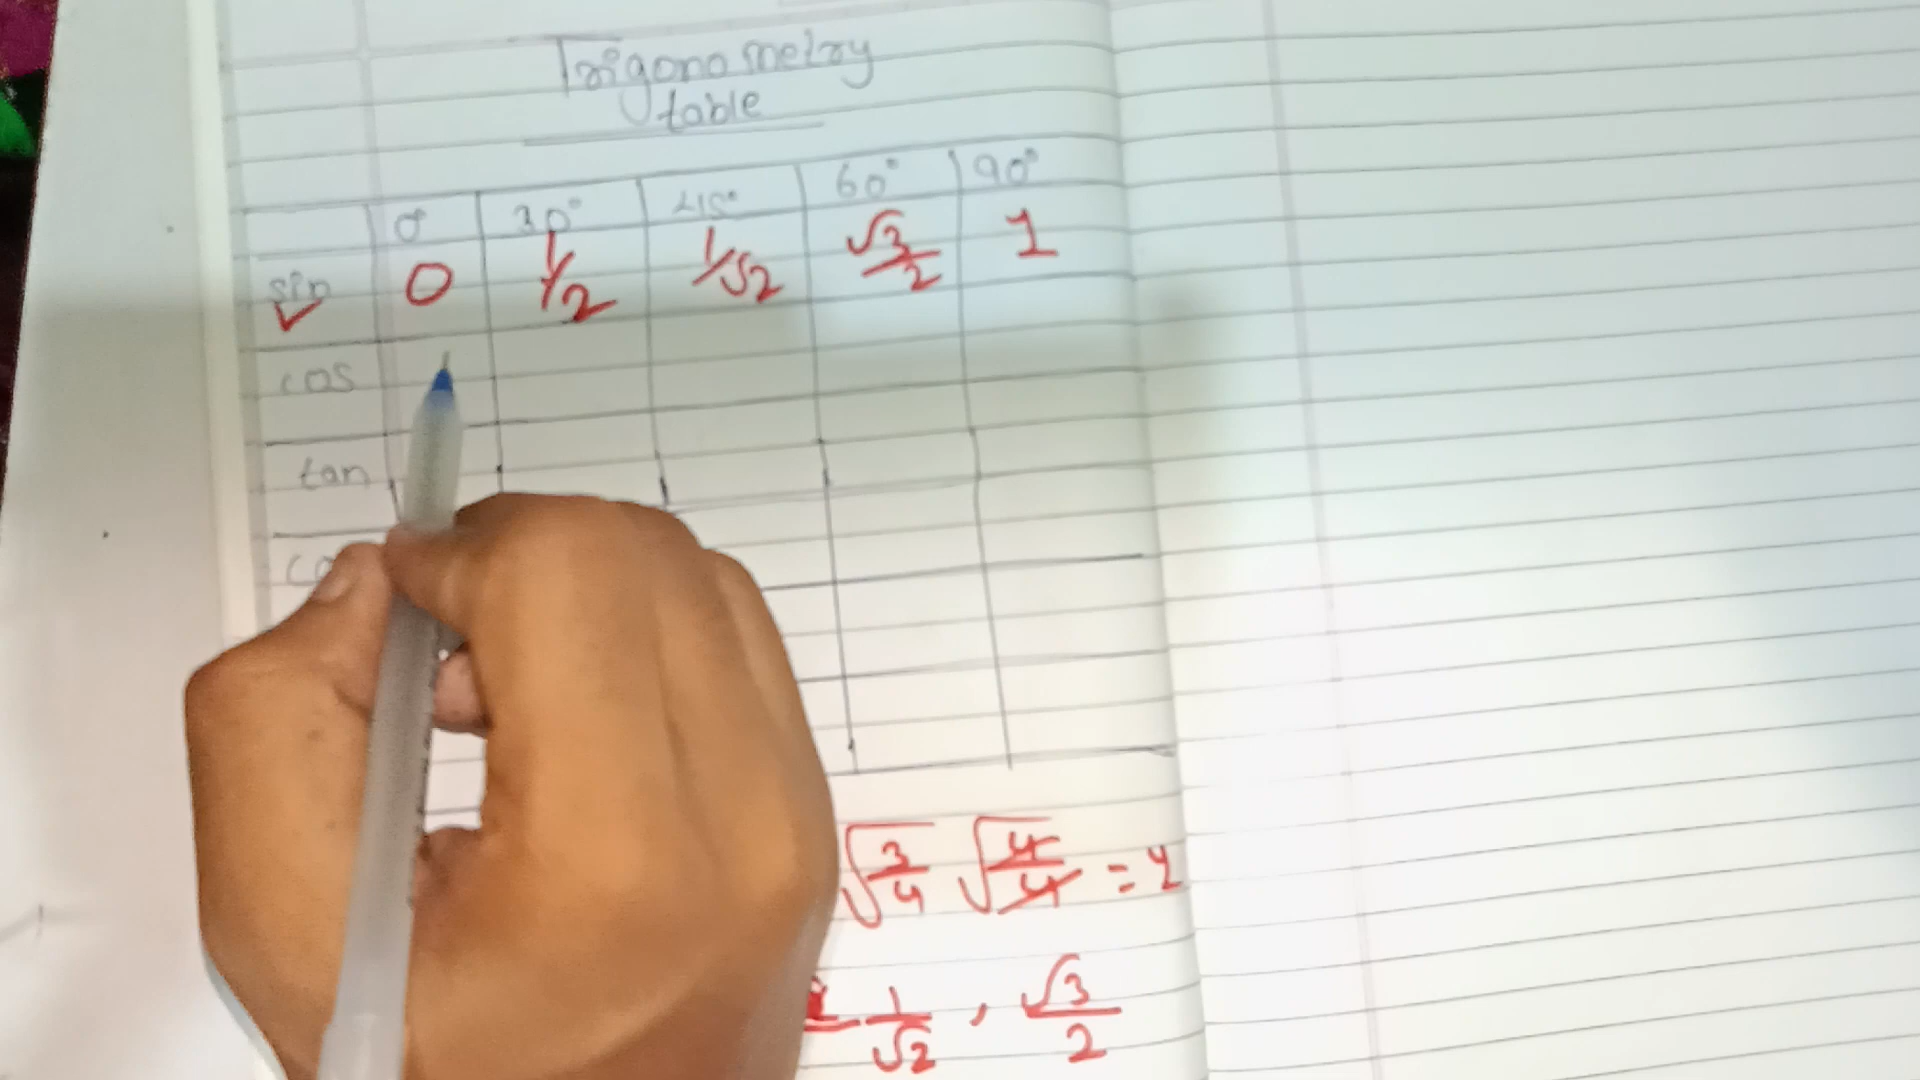 Trigonometry
table
0° 30° 45° 60° 90°
sin 0 1/2 1/√2 √3/2 1
cos
tan
√3/4 √4/4 = 1
1/√2 , √3/2